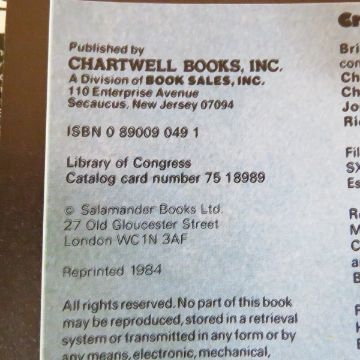 Published by
CHARTWELL BOOKS, INC.
A Division of BOOK SALES, INC.
110 Enterprise Avenue
Secaucus, New Jersey 07094
ISBN 0 89009 049 1
Library of Congress
Catalog card number 75 18989
© Salamander Books Ltd.
27 Old Gloucester Street
London WC1N 3AF
Reprinted 1984
All rights reserved. No part of this book
may be reproduced, stored in a retrieval
system or transmitted in any form or by
any means, electronic, mechanical,